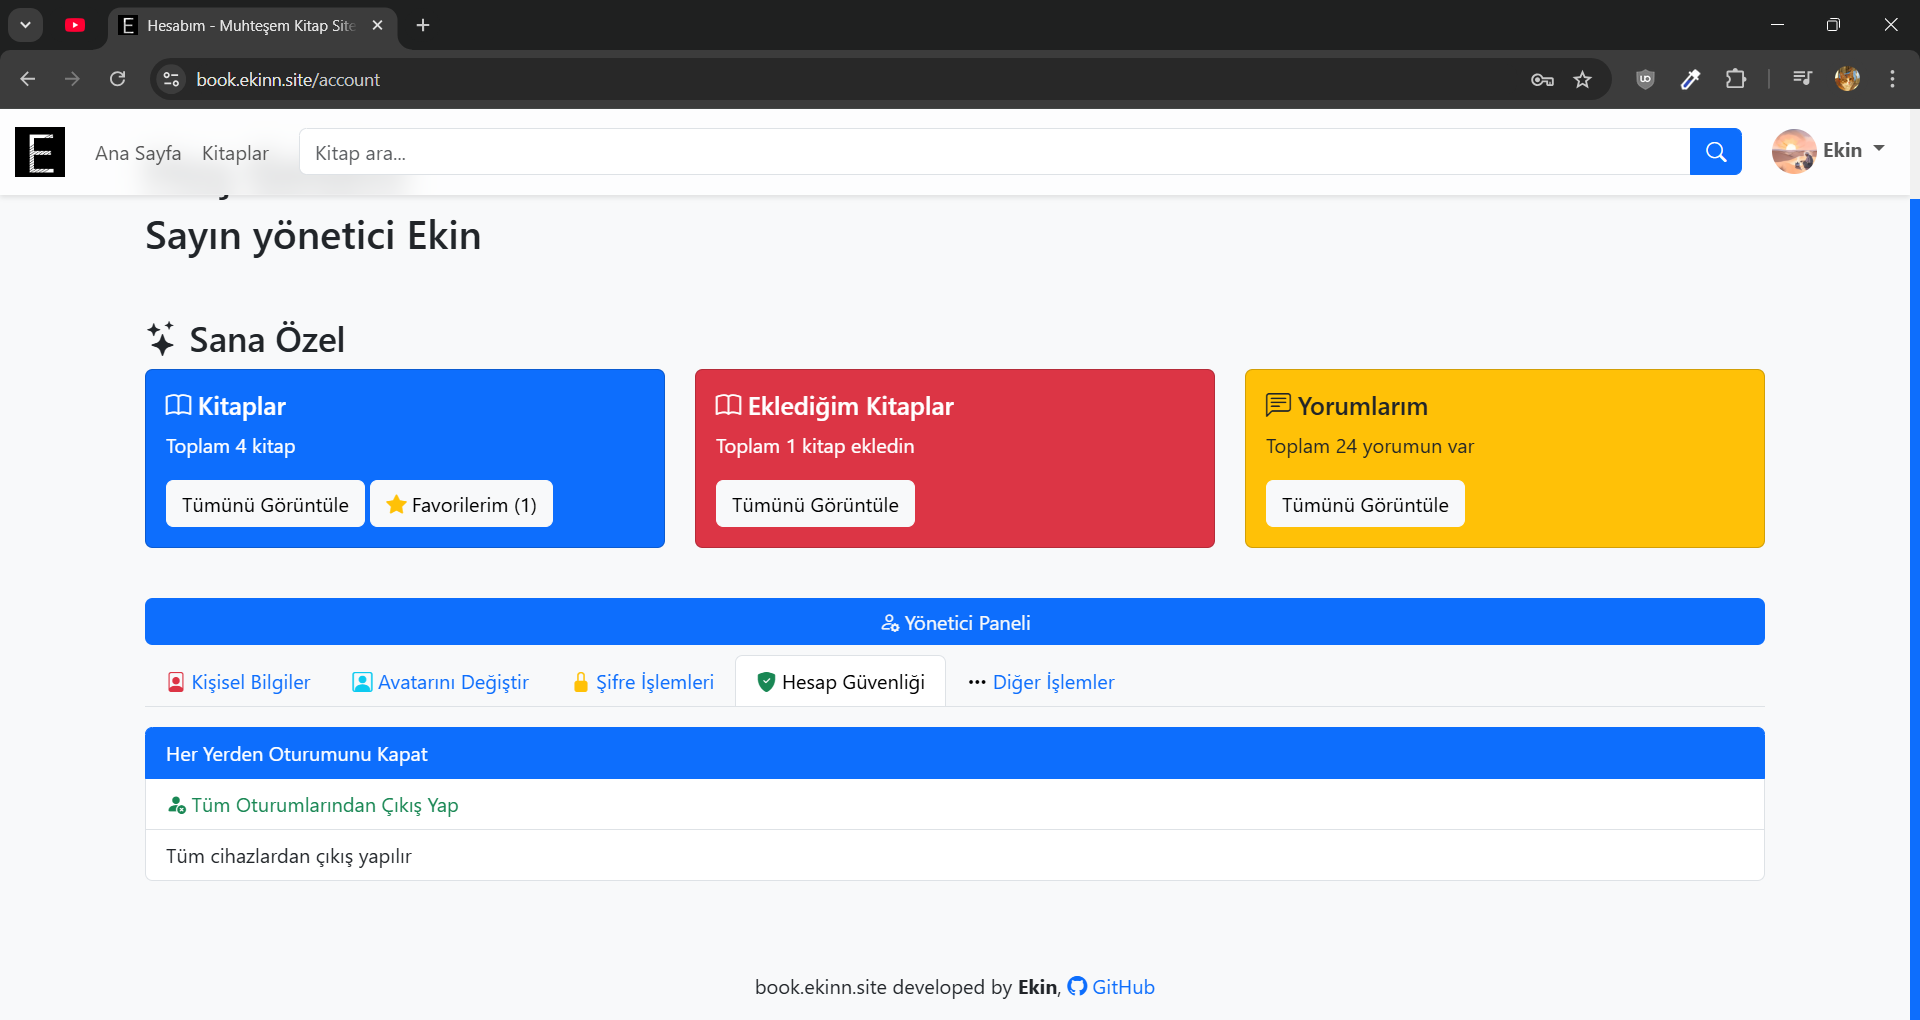 Hesabım - Muhteşem Kitap Site
book.ekinn.site/account
E
Ana Sayfa
Kitaplar
Kitap ara...
Ekin
Sayın yönetici Ekin
Sana Özel
Kitaplar
Toplam 4 kitap
Tümünü Görüntüle
Favorilerim (1)
Eklediğim Kitaplar
Toplam 1 kitap ekledin
Tümünü Görüntüle
Yorumlarım
Toplam 24 yorumun var
Tümünü Görüntüle
Yönetici Paneli
Kişisel Bilgiler
Avatarını Değiştir
Şifre İşlemleri
Hesap Güvenliği
Diğer İşlemler
Her Yerden Oturumunu Kapat
Tüm Oturumlarından Çıkış Yap
Tüm cihazlardan çıkış yapılır
book.ekinn.site developed by Ekin, GitHub